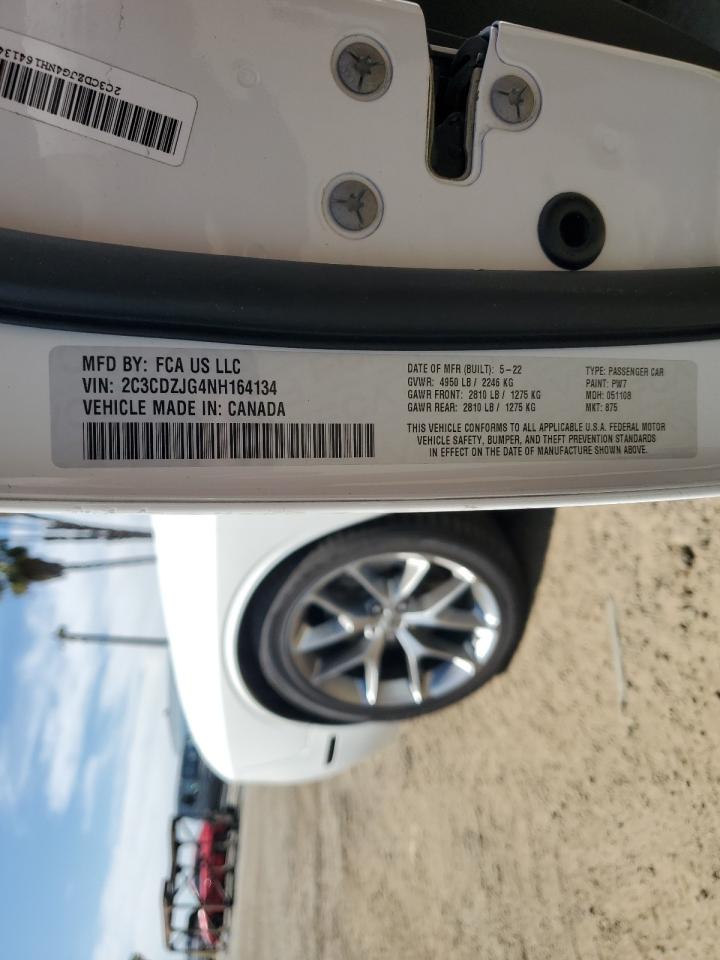 2C3CDZJG4NH164134
MFD BY: FCA US LLC
VIN: 2C3CDZJG4NH164134
VEHICLE MADE IN: CANADA
DATE OF MFR (BUILT): 5-22
GVWR: 4950 LB / 2246 KG
GAWR FRONT: 2810 LB / 1275 KG
GAWR REAR: 2810 LB / 1275 KG
TYPE: PASSENGER CAR
PAINT: PW7
MDH: 051108
MKT: 875
THIS VEHICLE CONFORMS TO ALL APPLICABLE U.S.A. FEDERAL MOTOR
VEHICLE SAFETY, BUMPER, AND THEFT PREVENTION STANDARDS
IN EFFECT ON THE DATE OF MANUFACTURE SHOWN ABOVE.